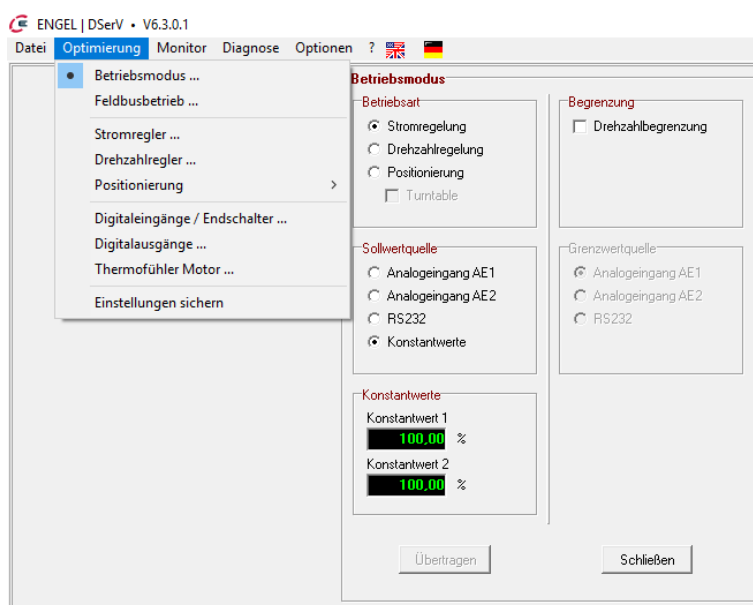 ENGEL | DSerV • V6.3.0.1
Datei Optimierung Monitor Diagnose Optionen ?
Betriebsmodus ...
Feldbusbetrieb ...
Stromregler ...
Drehzahlregler ...
Positionierung
Digitaleingänge / Endschalter ...
Digitalausgänge ...
Thermofühler Motor ...
Einstellungen sichern
Betriebsmodus
Betriebsart
Stromregelung
Drehzahlregelung
Positionierung
Turntable
Begrenzung
Drehzahlbegrenzung
Sollwertquelle
Analogeingang AE1
Analogeingang AE2
RS232
Konstantwerte
Grenzwertquelle
Analogeingang AE1
Analogeingang AE2
RS232
Konstantwerte
Konstantwert 1
100,00 %
Konstantwert 2
100,00 %
Übertragen
Schließen